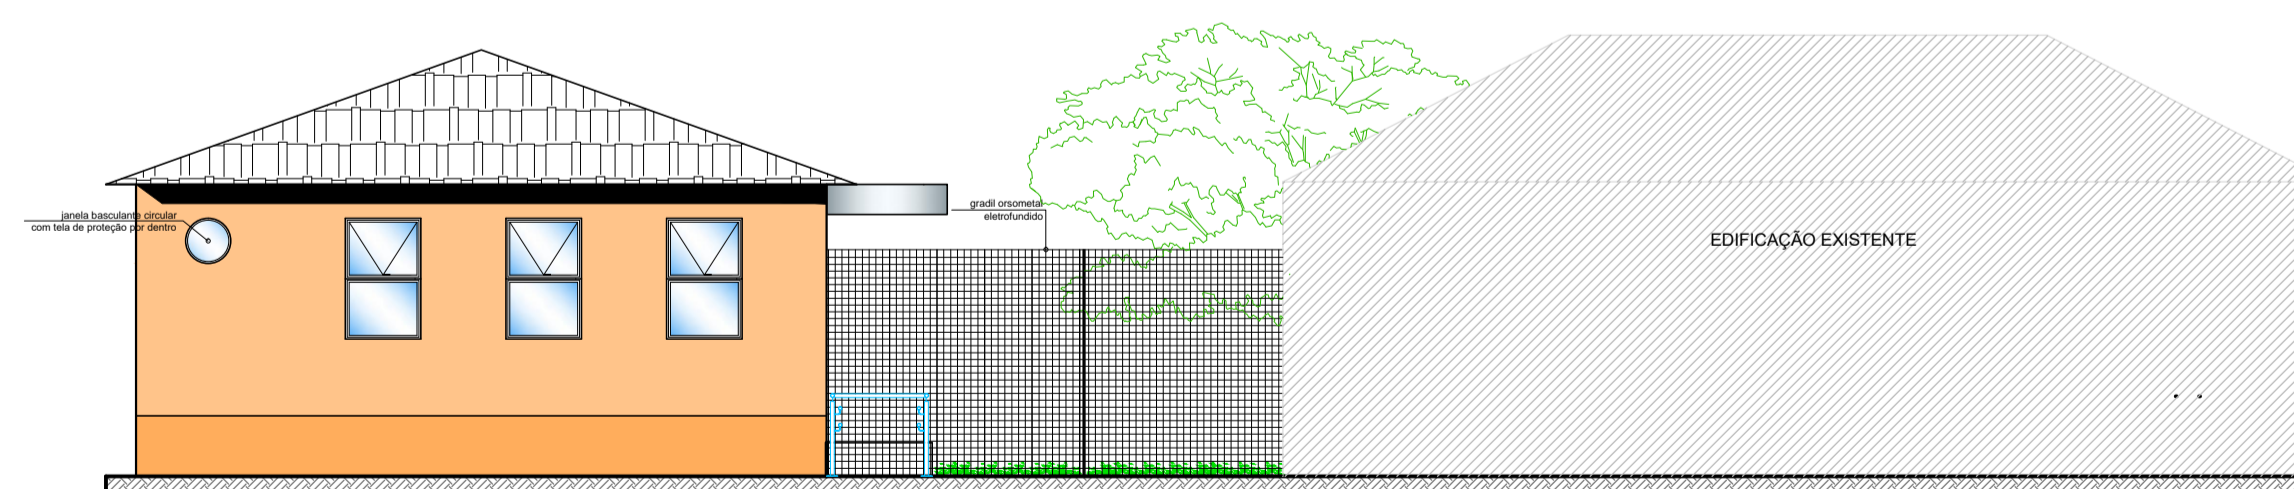 janela basculante circular
com tela de proteção por dentro
gradil orsometal
eletrofundido
EDIFICAÇÃO EXISTENTE